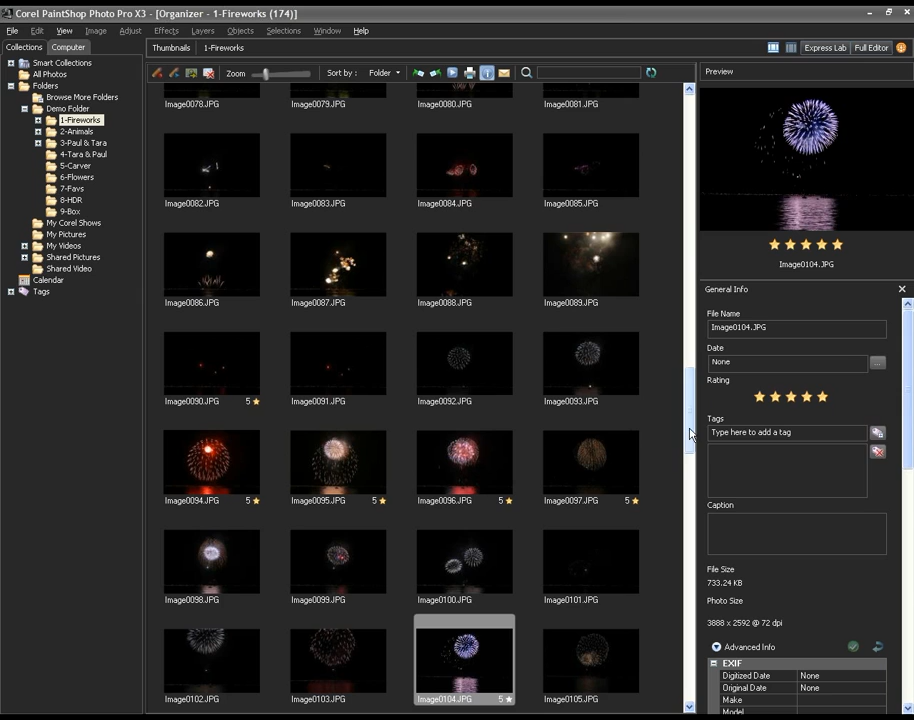 Corel PaintShop Photo Pro X3 - [Organizer - 1-Fireworks (174)]
File Edit View Image Adjust Effects Layers Objects Selections Window Help
Collections Computer Thumbnails 1-Fireworks Express Lab Full Editor
Smart Collections
All Photos
Folders
Browse More Folders
Demo Folder
1-Fireworks
2-Animals
3-Paul & Tara
4-Tara & Paul
5-Carver
6-Flowers
7-Favs
8-HDR
9-Box
My Corel Shows
My Pictures
My Videos
Shared Pictures
Shared Video
Calendar
Tags
Zoom Sort by : Folder
Image0078.JPG Image0079.JPG Image0080.JPG Image0081.JPG
Image0082.JPG Image0083.JPG Image0084.JPG Image0085.JPG
Image0086.JPG Image0087.JPG Image0088.JPG Image0089.JPG
Image0090.JPG 5 Image0091.JPG Image0092.JPG Image0093.JPG
Image0094.JPG 5 Image0095.JPG 5 Image0096.JPG 5 Image0097.JPG 5
Image0098.JPG Image0099.JPG Image0100.JPG Image0101.JPG
Image0102.JPG Image0103.JPG Image0104.JPG 5 Image0105.JPG
Preview
Image0104.JPG
General Info
File Name
Image0104.JPG
Date
None ...
Rating
Tags
Type here to add a tag
Caption
File Size
733.24 KB
Photo Size
3888 x 2592 @ 72 dpi
Advanced Info
EXIF
Digitized Date None
Original Date None
Make
Model